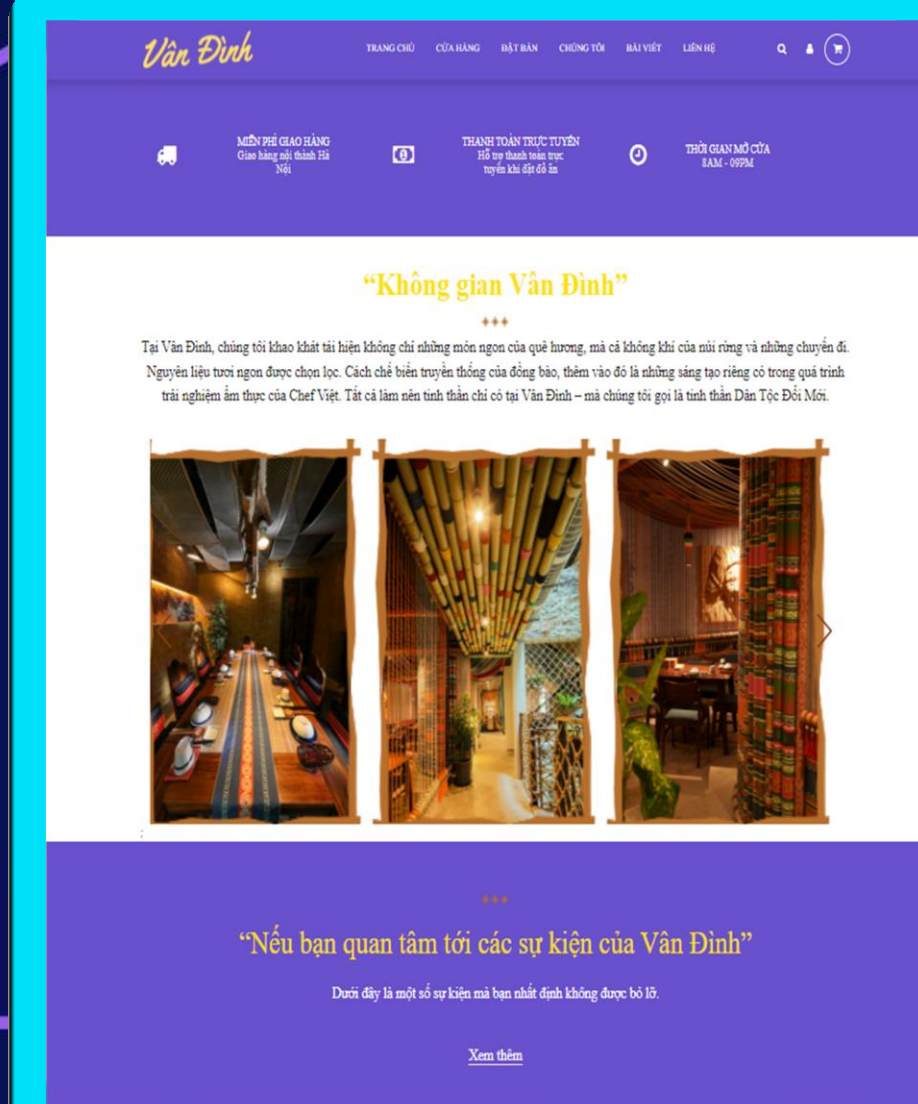 Vân Đình
TRANG CHỦ CỬA HÀNG ĐẶT BÀN CHÚNG TÔI BÀI VIẾT LIÊN HỆ
MIỄN PHÍ GIAO HÀNG
Giao hàng nội thành Hà
Nội
THANH TOÁN TRỰC TUYẾN
Hỗ trợ thanh toán trực
tuyến khi đặt đồ ăn
THỜI GIAN MỞ CỬA
8AM - 09PM
“Không gian Vân Đình”
Tại Vân Đình, chúng tôi khao khát tái hiện không chỉ những món ngon của quê hương, mà cả không khí của núi rừng và những chuyến đi.
Nguyên liệu tươi ngon được chọn lọc. Cách chế biến truyền thống của đồng bào, thêm vào đó là những sáng tạo riêng có trong quá trình
trải nghiệm ẩm thực của Chef Việt. Tất cả làm nên tinh thần chỉ có tại Vân Đình – mà chúng tôi gọi là tinh thần Dân Tộc Đổi Mới.
;
“Nếu bạn quan tâm tới các sự kiện của Vân Đình”
Dưới đây là một số sự kiện mà bạn nhất định không được bỏ lỡ.
Xem thêm